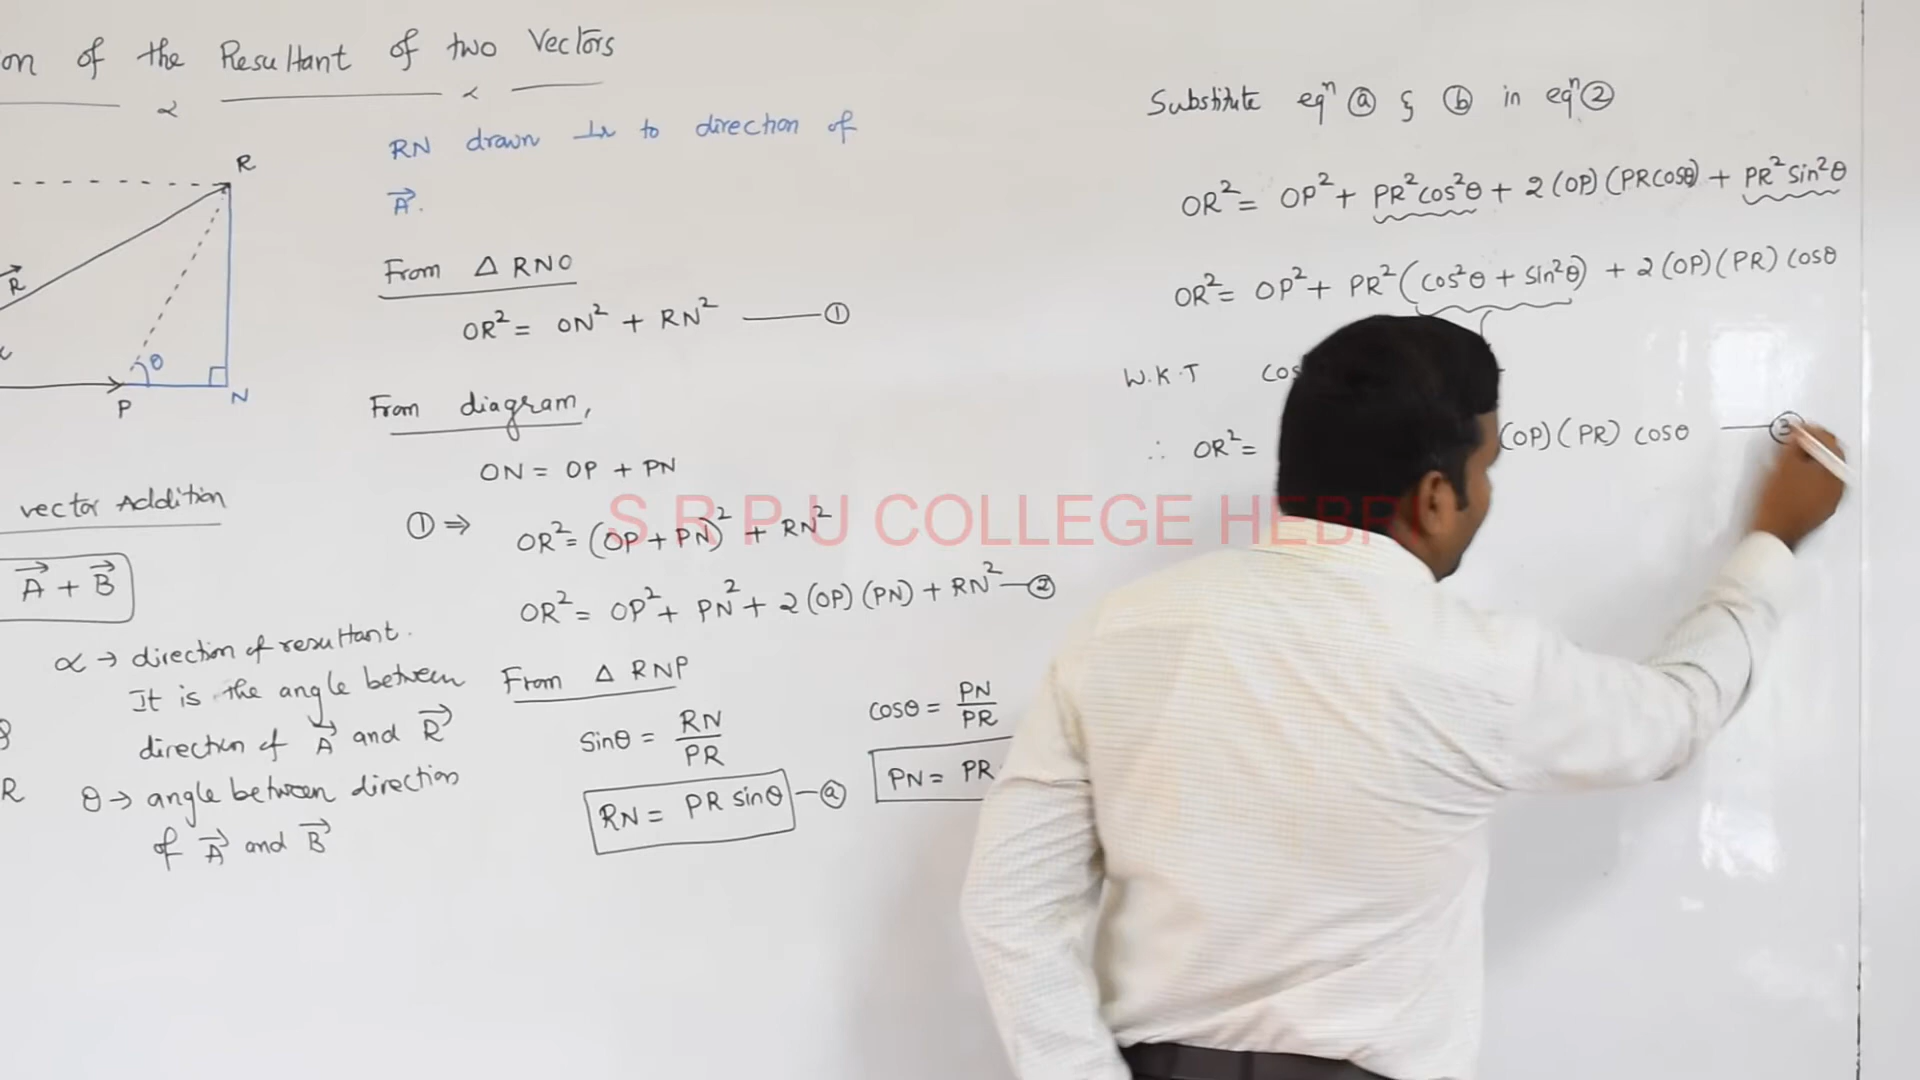 on of the Resultant of two Vectors
R
R
θ
P
N
vector Addition
A + B
α → direction of resultant.
It is the angle between
direction of A and R
R
θ → angle between direction
of A and B
RN drawn ⊥r to direction of
A.
From △ RNO
OR² = ON² + RN² —— ①
From diagram,
ON = OP + PN
① ⇒ OR² = (OP + PN)² + RN²
OR² = OP² + PN² + 2 (OP) (PN) + RN² — ②
From △ RNP
sinθ = RN/PR
cosθ = PN/PR
RN = PR sinθ — ⓐ
PN = PR
Substitute eqⁿ ⓐ & ⓑ in eqⁿ ②
OR² = OP² + PR² cos²θ + 2 (OP) (PR cosθ) + PR² sin²θ
OR² = OP² + PR² (cos²θ + sin²θ) + 2 (OP) (PR) cosθ
W.K.T cos
∴ OR² = (OP) (PR) cosθ —— ③
S R P U COLLEGE HEBRI